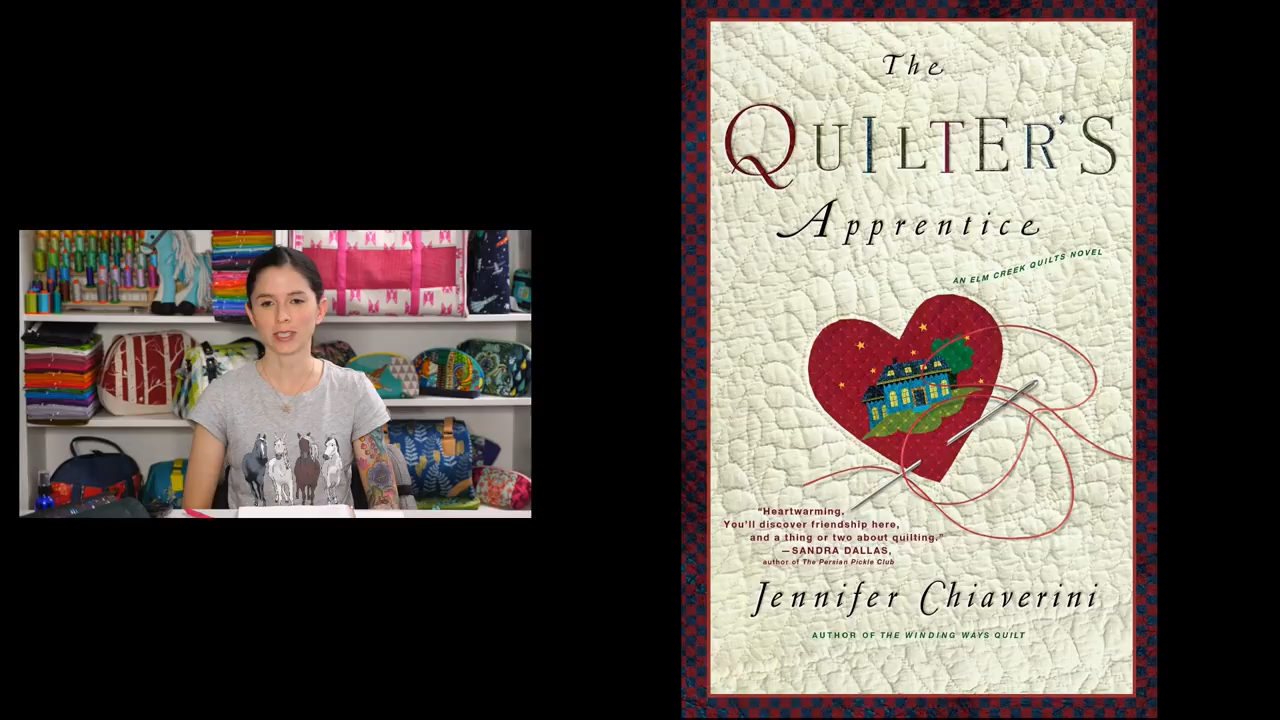 The
QUILTER'S
Apprentice
AN ELM CREEK QUILTS NOVEL
"Heartwarming,
You'll discover friendship here,
and a thing or two about quilting."
—SANDRA DALLAS,
author of The Persian Pickle Club
Jennifer Chiaverini
AUTHOR OF THE WINDING WAYS QUILT